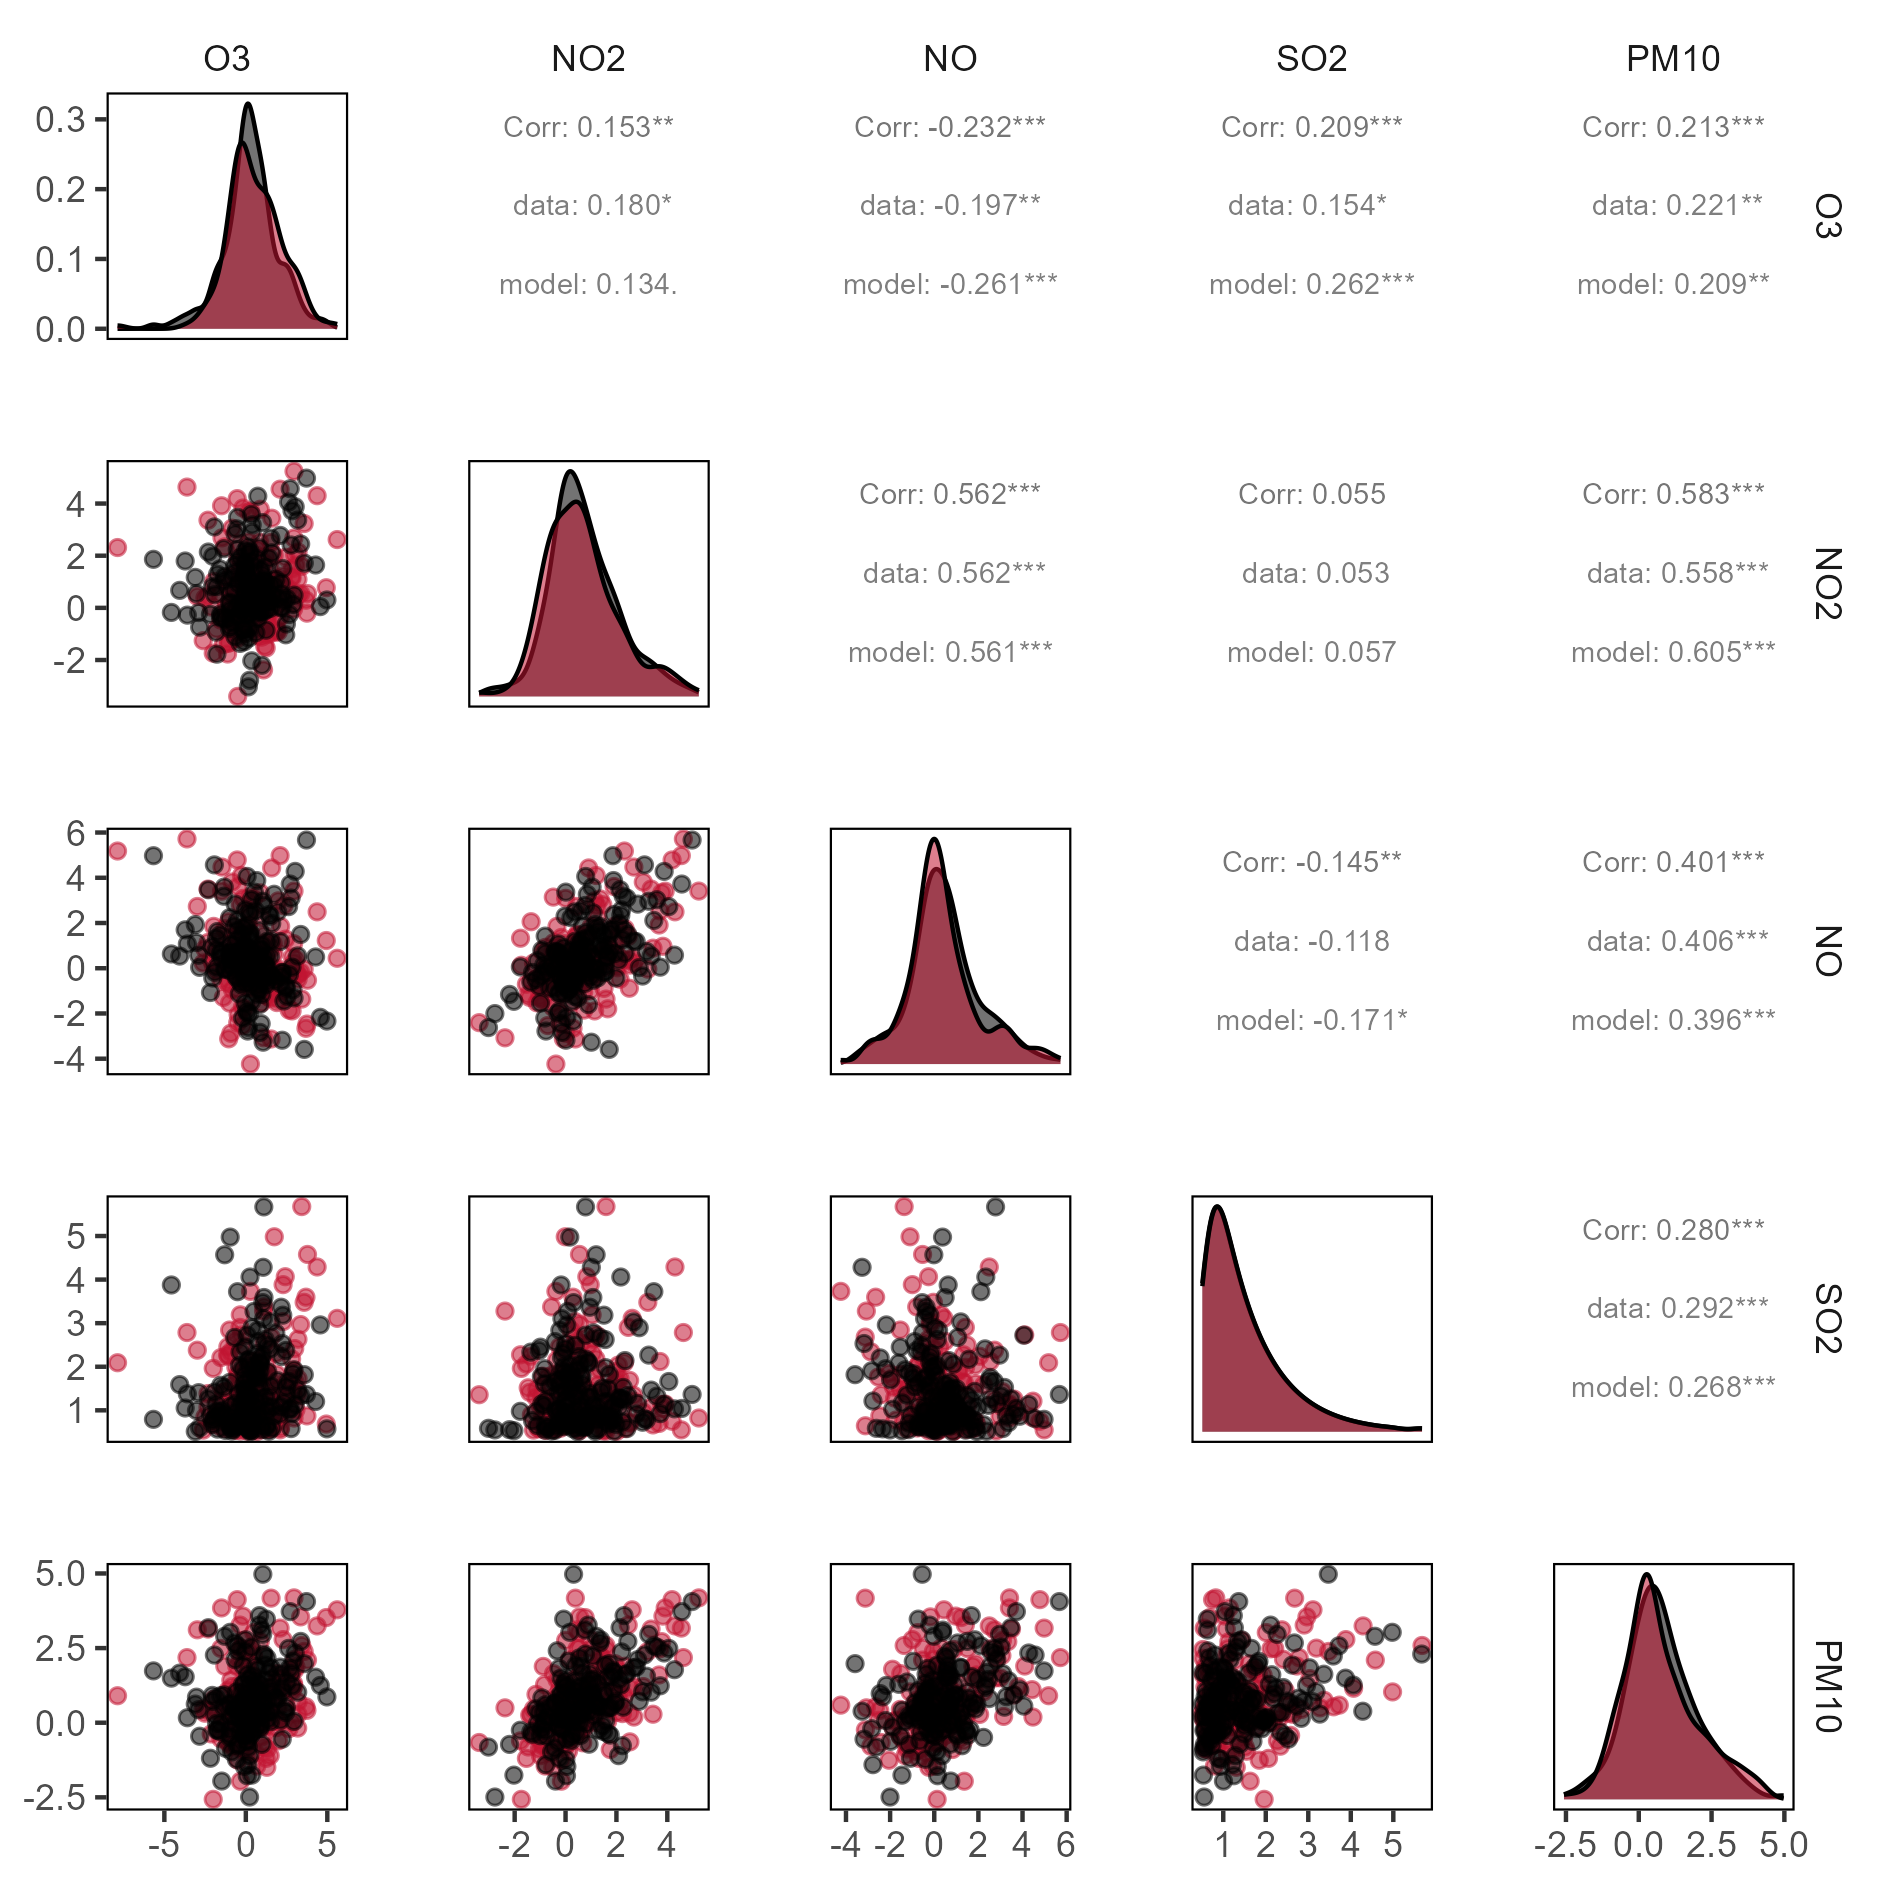 O3 NO2 NO SO2 PM10
0.3
0.2
0.1
0.0
Corr: 0.153**
data: 0.180*
model: 0.134.
Corr: -0.232***
data: -0.197**
model: -0.261***
Corr: 0.209***
data: 0.154*
model: 0.262***
Corr: 0.213***
data: 0.221**
model: 0.209**
O3
4
2
0
-2
Corr: 0.562***
data: 0.562***
model: 0.561***
Corr: 0.055
data: 0.053
model: 0.057
Corr: 0.583***
data: 0.558***
model: 0.605***
NO2
6
4
2
0
-2
-4
Corr: -0.145**
data: -0.118
model: -0.171*
Corr: 0.401***
data: 0.406***
model: 0.396***
NO
5
4
3
2
1
Corr: 0.280***
data: 0.292***
model: 0.268***
SO2
5.0
2.5
0.0
-2.5
PM10
-5 0 5
-2 0 2 4
-4 -2 0 2 4 6
1 2 3 4 5
-2.5 0.0 2.5 5.0